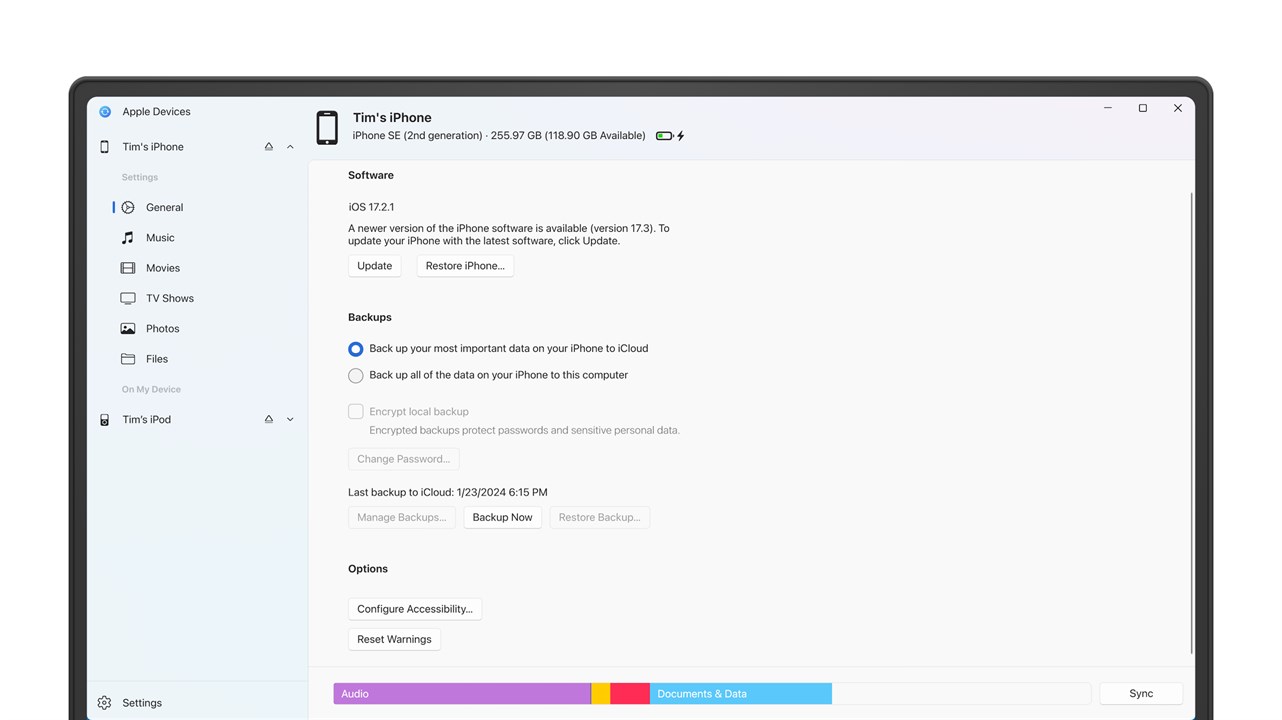 Apple Devices
Tim's iPhone
Settings
General
Music
Movies
TV Shows
Photos
Files
On My Device
Tim's iPod
Settings
Tim's iPhone
iPhone SE (2nd generation) · 255.97 GB (118.90 GB Available)
Software
iOS 17.2.1
A newer version of the iPhone software is available (version 17.3). To
update your iPhone with the latest software, click Update.
Update
Restore iPhone...
Backups
Back up your most important data on your iPhone to iCloud
Back up all of the data on your iPhone to this computer
Encrypt local backup
Encrypted backups protect passwords and sensitive personal data.
Change Password...
Last backup to iCloud: 1/23/2024 6:15 PM
Manage Backups...
Backup Now
Restore Backup...
Options
Configure Accessibility...
Reset Warnings
Audio
Documents & Data
Sync